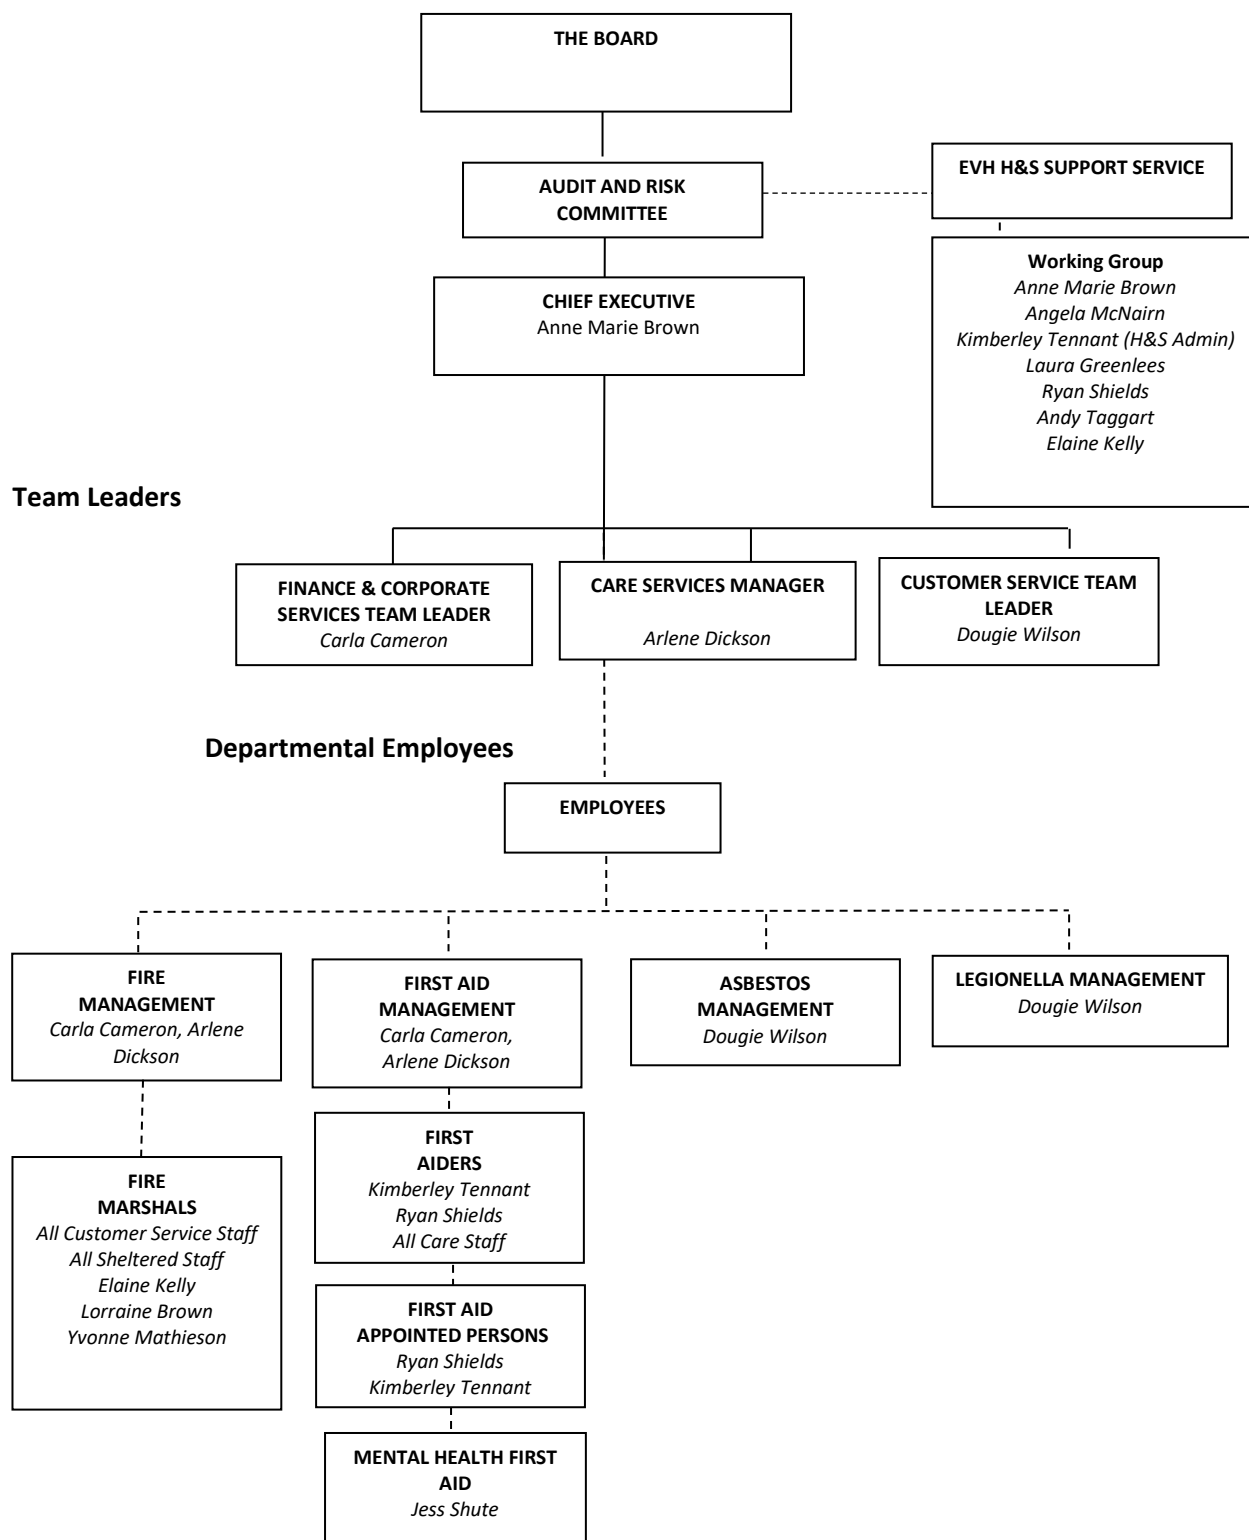 THE BOARD
AUDIT AND RISK
COMMITTEE
EVH H&S SUPPORT SERVICE
CHIEF EXECUTIVE
Anne Marie Brown
Working Group
Anne Marie Brown
Angela McNairn
Kimberley Tennant (H&S Admin)
Laura Greenlees
Ryan Shields
Andy Taggart
Elaine Kelly
Team Leaders
FINANCE & CORPORATE
SERVICES TEAM LEADER
Carla Cameron
CARE SERVICES MANAGER
Arlene Dickson
CUSTOMER SERVICE TEAM
LEADER
Dougie Wilson
Departmental Employees
EMPLOYEES
FIRE
MANAGEMENT
Carla Cameron, Arlene
Dickson
FIRST AID
MANAGEMENT
Carla Cameron,
Arlene Dickson
ASBESTOS
MANAGEMENT
Dougie Wilson
LEGIONELLA MANAGEMENT
Dougie Wilson
FIRE
MARSHALS
All Customer Service Staff
All Sheltered Staff
Elaine Kelly
Lorraine Brown
Yvonne Mathieson
FIRST
AIDERS
Kimberley Tennant
Ryan Shields
All Care Staff
FIRST AID
APPOINTED PERSONS
Ryan Shields
Kimberley Tennant
MENTAL HEALTH FIRST
AID
Jess Shute